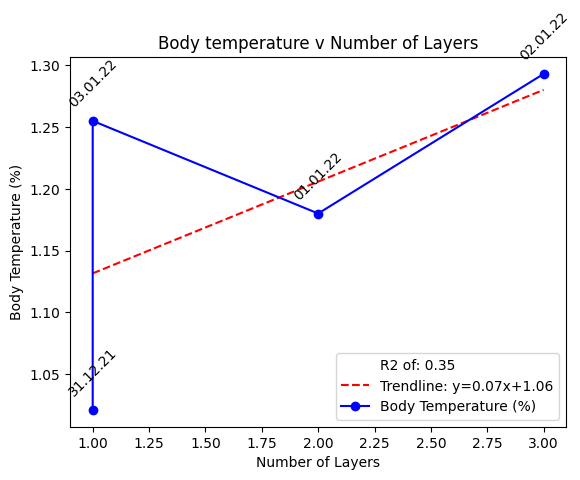 Body temperature v Number of Layers
02.01.22
03.01.22
01.01.22
31.12.21
Body Temperature (%)
1.30
1.25
1.20
1.15
1.10
1.05
R2 of: 0.35
Trendline: y=0.07x+1.06
Body Temperature (%)
1.00 1.25 1.50 1.75 2.00 2.25 2.50 2.75 3.00
Number of Layers